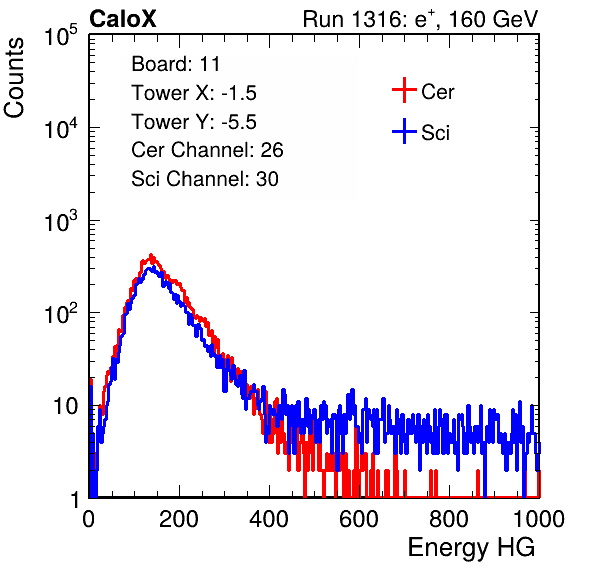 CaloX Run 1316: e⁺, 160 GeV
Board: 11
Tower X: -1.5
Tower Y: -5.5
Cer Channel: 26
Sci Channel: 30
Cer
Sci
Counts
10⁵
10⁴
10³
10²
10
1
0 200 400 600 800 1000
Energy HG